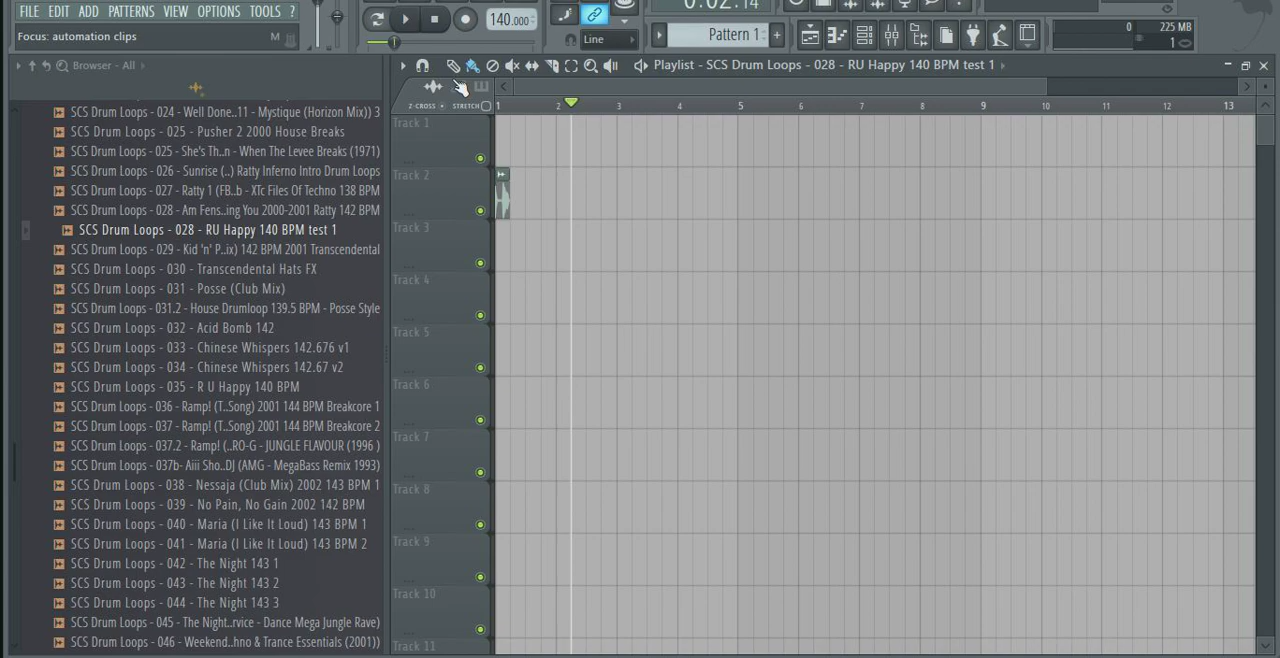 FILE EDIT ADD PATTERNS VIEW OPTIONS TOOLS ?
140.000
Focus: automation clips
M
Line
Pattern 1
+
0
225 MB
1
Browser - All
Playlist - SCS Drum Loops - 028 - RU Happy 140 BPM test 1
Z-CROSS STRETCH
1 2 3 4 5 6 7 8 9 10 11 12 13
SCS Drum Loops - 024 - Well Done..11 - Mystique (Horizon Mix)) 3
SCS Drum Loops - 025 - Pusher 2 2000 House Breaks
SCS Drum Loops - 025 - She's Th..n - When The Levee Breaks (1971)
SCS Drum Loops - 026 - Sunrise (..) Ratty Inferno Intro Drum Loops
SCS Drum Loops - 027 - Ratty 1 (FB..b - XTc Files Of Techno 138 BPM
SCS Drum Loops - 028 - Am Fens..ing You 2000-2001 Ratty 142 BPM
SCS Drum Loops - 028 - RU Happy 140 BPM test 1
SCS Drum Loops - 029 - Kid 'n' P..ix) 142 BPM 2001 Transcendental
SCS Drum Loops - 030 - Transcendental Hats FX
SCS Drum Loops - 031 - Posse (Club Mix)
SCS Drum Loops - 031.2 - House Drumloop 139.5 BPM - Posse Style
SCS Drum Loops - 032 - Acid Bomb 142
SCS Drum Loops - 033 - Chinese Whispers 142.676 v1
SCS Drum Loops - 034 - Chinese Whispers 142.67 v2
SCS Drum Loops - 035 - R U Happy 140 BPM
SCS Drum Loops - 036 - Ramp! (T..Song) 2001 144 BPM Breakcore 1
SCS Drum Loops - 037 - Ramp! (T..Song) 2001 144 BPM Breakcore 2
SCS Drum Loops - 037.2 - Ramp! (..RO-G - JUNGLE FLAVOUR (1996 )
SCS Drum Loops - 037b- Aiii Sho..DJ (AMG - MegaBass Remix 1993)
SCS Drum Loops - 038 - Nessaja (Club Mix) 2002 143 BPM 1
SCS Drum Loops - 039 - No Pain, No Gain 2002 142 BPM
SCS Drum Loops - 040 - Maria (I Like It Loud) 143 BPM 1
SCS Drum Loops - 041 - Maria (I Like It Loud) 143 BPM 2
SCS Drum Loops - 042 - The Night 143 1
SCS Drum Loops - 043 - The Night 143 2
SCS Drum Loops - 044 - The Night 143 3
SCS Drum Loops - 045 - The Night..rvice - Dance Mega Jungle Rave)
SCS Drum Loops - 046 - Weekend..hno & Trance Essentials (2001))
Track 1
Track 2
Track 3
Track 4
Track 5
Track 6
Track 7
Track 8
Track 9
Track 10
Track 11